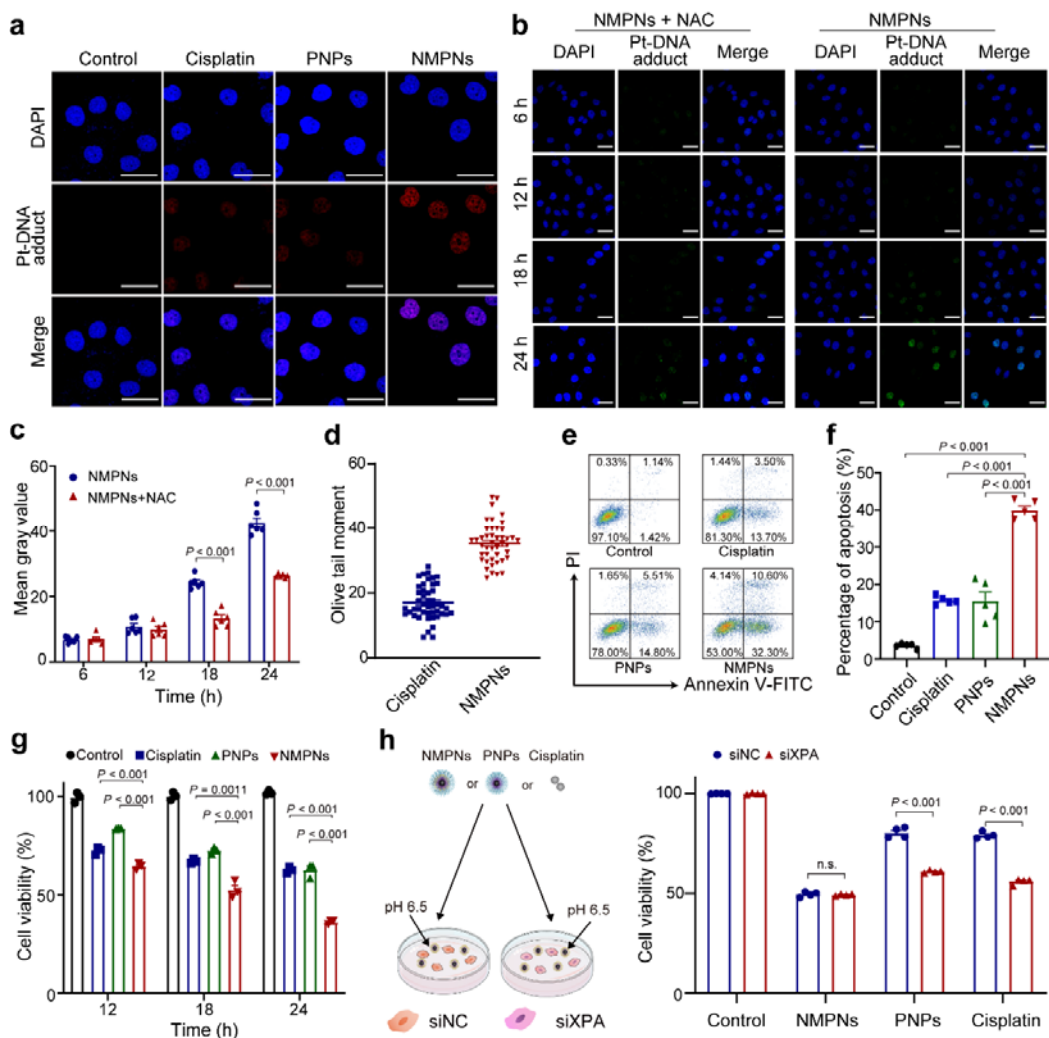 a
Control Cisplatin PNPs NMPNs
DAPI
Pt-DNA
adduct
Merge
b
NMPNs + NAC NMPNs
DAPI Pt-DNA
adduct Merge DAPI Pt-DNA
adduct Merge
6 h
12 h
18 h
24 h
c
NMPNs
NMPNs+NAC
P < 0.001
P < 0.001
Mean gray value
60
40
20
0
6 12 18 24
Time (h)
d
Olive tail moment
60
40
20
0
Cisplatin
NMPNs
e
0.33% 1.14%
97.10% 1.42%
Control
1.44% 3.50%
81.30% 13.70%
Cisplatin
1.65% 5.51%
78.00% 14.80%
PNPs
4.14% 10.60%
53.00% 32.30%
NMPNs
PI
Annexin V-FITC
f
P < 0.001
P < 0.001
P < 0.001
Percentage of apoptosis (%)
60
40
20
0
Control
Cisplatin
PNPs
NMPNs
g
Control Cisplatin PNPs NMPNs
P < 0.001
P < 0.001
P = 0.0011
P < 0.001
P < 0.001
P < 0.001
Cell viability (%)
100
50
0
12 18 24
Time (h)
h
NMPNs PNPs Cisplatin
or or
pH 6.5 pH 6.5
siNC siXPA
siNC siXPA
n.s.
P < 0.001
P < 0.001
Cell viability (%)
100
50
0
Control NMPNs PNPs Cisplatin